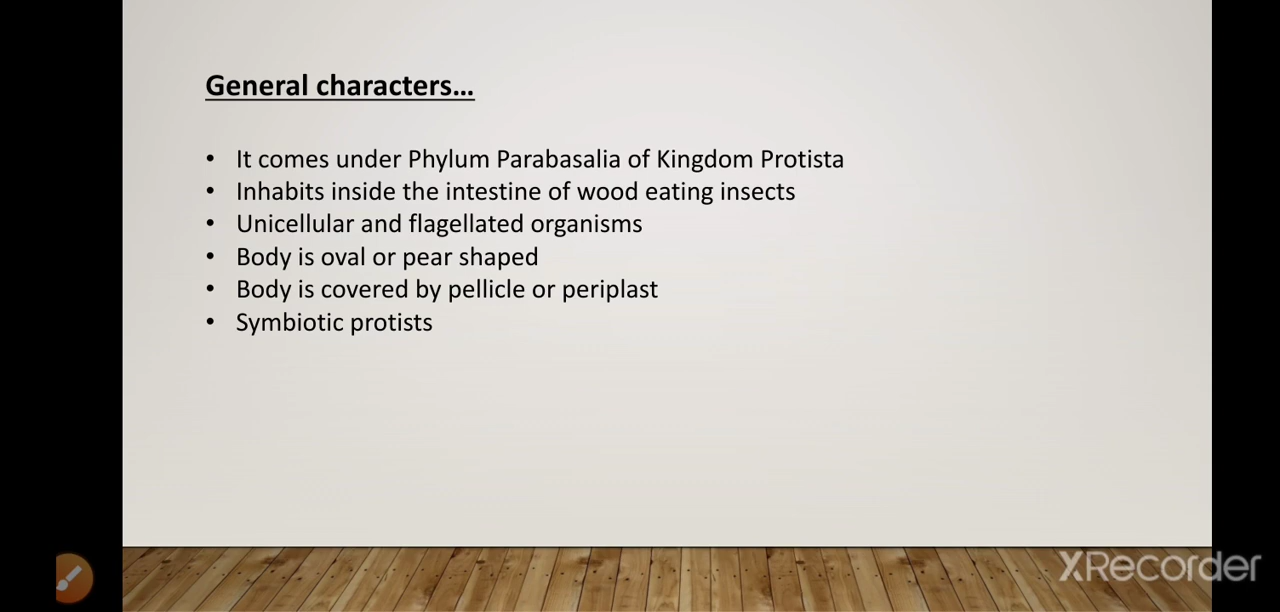 General characters...
• It comes under Phylum Parabasalia of Kingdom Protista
• Inhabits inside the intestine of wood eating insects
• Unicellular and flagellated organisms
• Body is oval or pear shaped
• Body is covered by pellicle or periplast
• Symbiotic protists
XRecorder